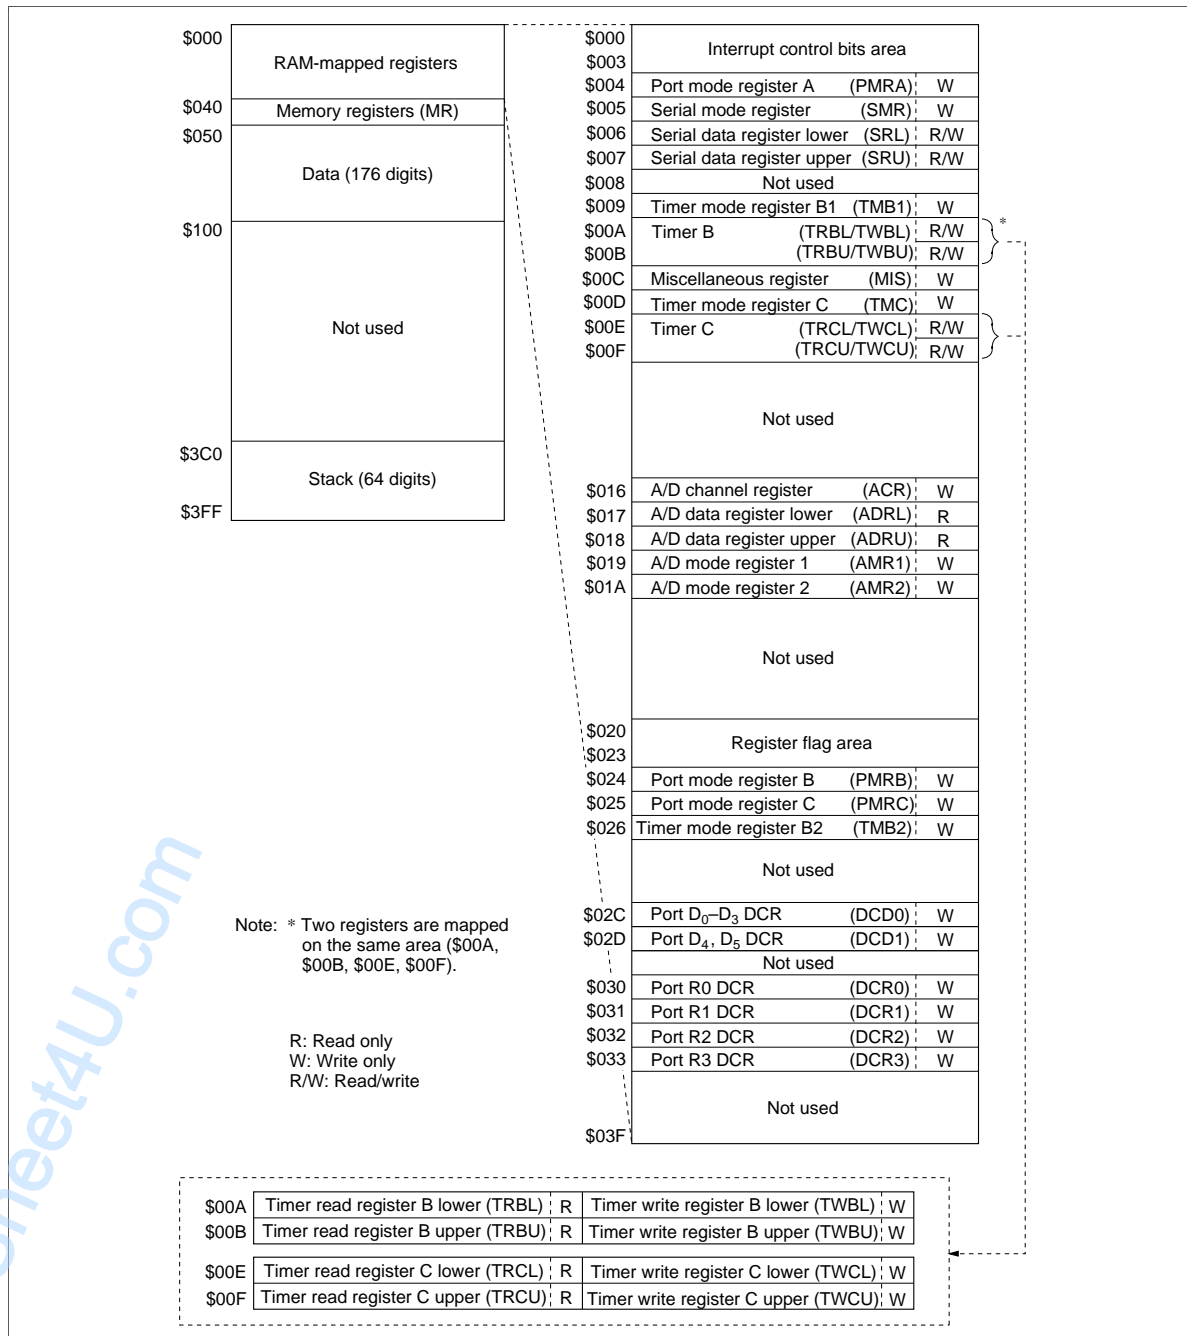 $000
RAM-mapped registers
$040
Memory registers (MR)
$050
Data (176 digits)
$100
Not used
$3C0
Stack (64 digits)
$3FF
$000
Interrupt control bits area
$003
$004 Port mode register A (PMRA) W
$005 Serial mode register (SMR) W
$006 Serial data register lower (SRL) R/W
$007 Serial data register upper (SRU) R/W
$008 Not used
$009 Timer mode register B1 (TMB1) W
$00A Timer B (TRBL/TWBL) R/W *
$00B (TRBU/TWBU) R/W
$00C Miscellaneous register (MIS) W
$00D Timer mode register C (TMC) W
$00E Timer C (TRCL/TWCL) R/W
$00F (TRCU/TWCU) R/W
Not used
$016 A/D channel register (ACR) W
$017 A/D data register lower (ADRL) R
$018 A/D data register upper (ADRU) R
$019 A/D mode register 1 (AMR1) W
$01A A/D mode register 2 (AMR2) W
Not used
$020
Register flag area
$023
$024 Port mode register B (PMRB) W
$025 Port mode register C (PMRC) W
$026 Timer mode register B2 (TMB2) W
Not used
$02C Port D0–D3 DCR (DCD0) W
$02D Port D4, D5 DCR (DCD1) W
Not used
$030 Port R0 DCR (DCR0) W
$031 Port R1 DCR (DCR1) W
$032 Port R2 DCR (DCR2) W
$033 Port R3 DCR (DCR3) W
Not used
$03F
Note: * Two registers are mapped
on the same area ($00A,
$00B, $00E, $00F).
R: Read only
W: Write only
R/W: Read/write
$00A Timer read register B lower (TRBL) R Timer write register B lower (TWBL) W
$00B Timer read register B upper (TRBU) R Timer write register B upper (TWBU) W
$00E Timer read register C lower (TRCL) R Timer write register C lower (TWCL) W
$00F Timer read register C upper (TRCU) R Timer write register C upper (TWCU) W